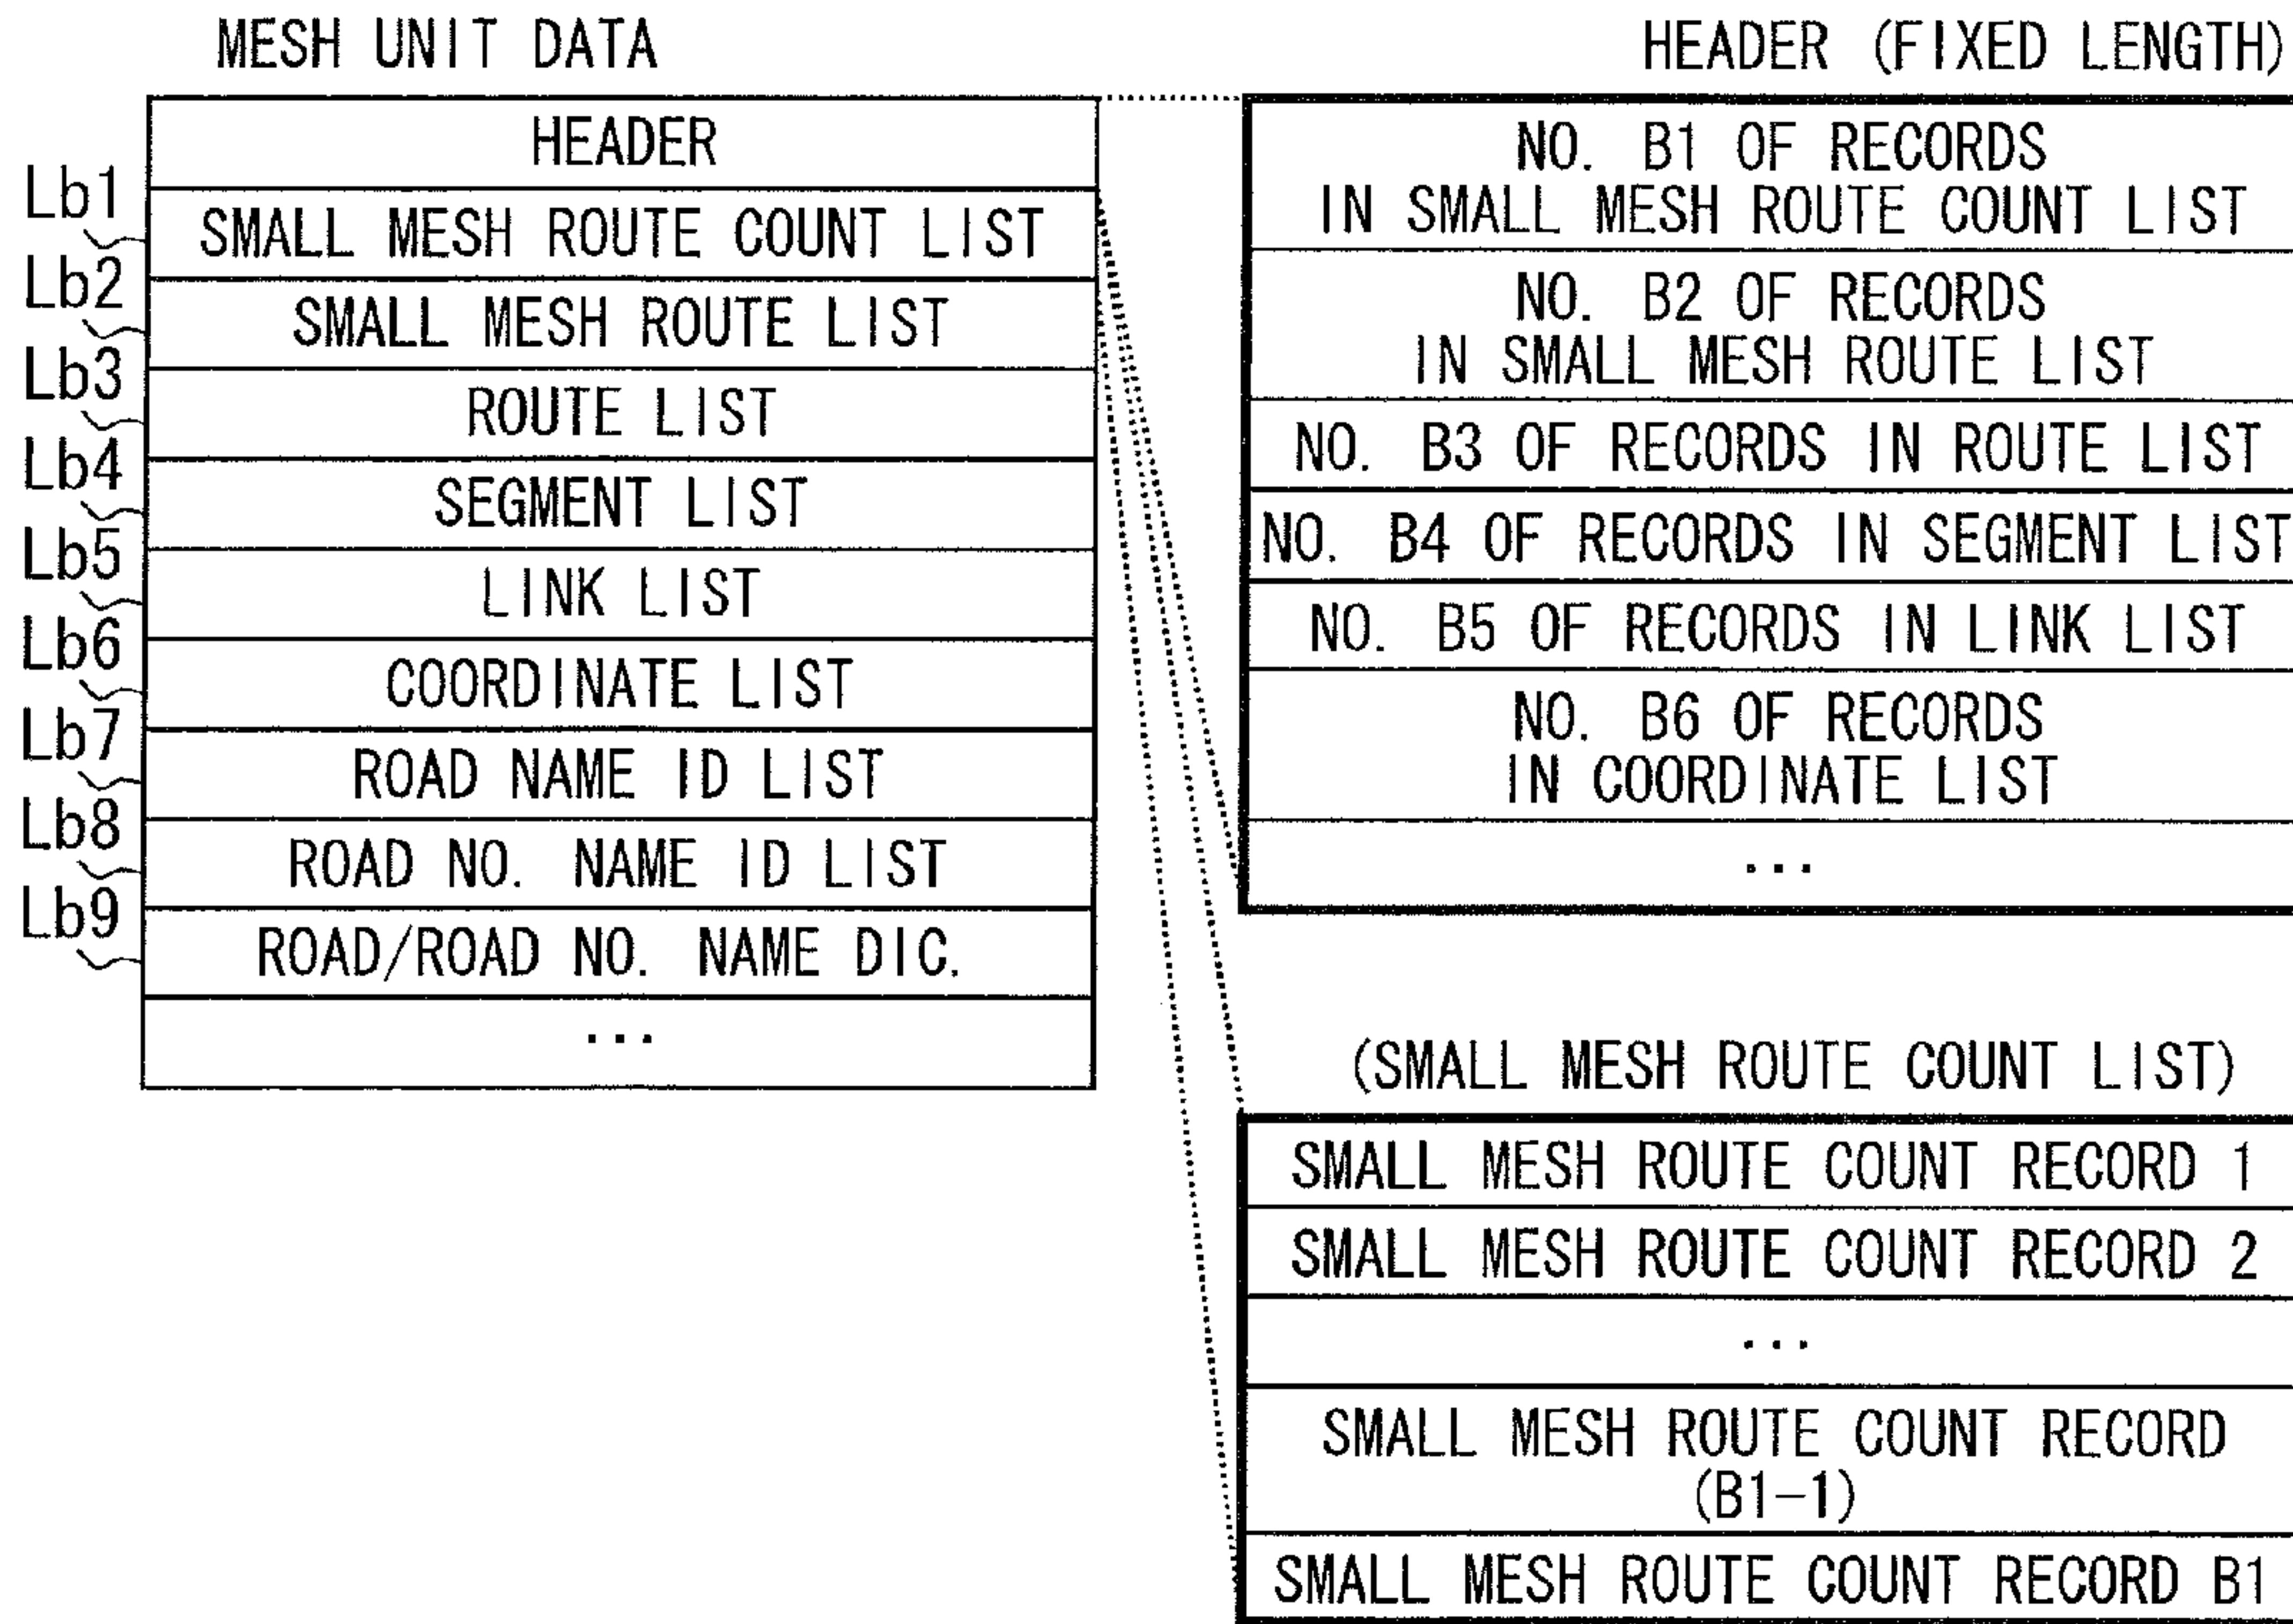 MESH UNIT DATA
HEADER
Lb1
SMALL MESH ROUTE COUNT LIST
Lb2
SMALL MESH ROUTE LIST
Lb3
ROUTE LIST
Lb4
SEGMENT LIST
Lb5
LINK LIST
Lb6
COORDINATE LIST
Lb7
ROAD NAME ID LIST
Lb8
ROAD NO. NAME ID LIST
Lb9
ROAD/ROAD NO. NAME DIC.
...
HEADER (FIXED LENGTH)
NO. B1 OF RECORDS
IN SMALL MESH ROUTE COUNT LIST
NO. B2 OF RECORDS
IN SMALL MESH ROUTE LIST
NO. B3 OF RECORDS IN ROUTE LIST
NO. B4 OF RECORDS IN SEGMENT LIST
NO. B5 OF RECORDS IN LINK LIST
NO. B6 OF RECORDS
IN COORDINATE LIST
...
(SMALL MESH ROUTE COUNT LIST)
SMALL MESH ROUTE COUNT RECORD 1
SMALL MESH ROUTE COUNT RECORD 2
...
SMALL MESH ROUTE COUNT RECORD
(B1-1)
SMALL MESH ROUTE COUNT RECORD B1